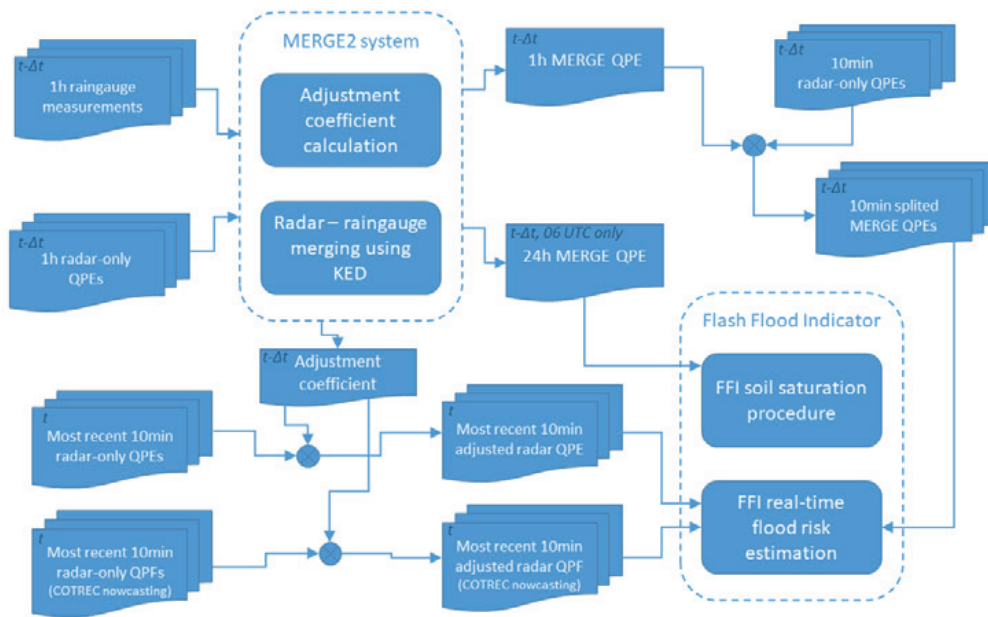 MERGE2 system
t-Δt
1h raingauge
measurements
Adjustment
coefficient
calculation
t-Δt
1h MERGE QPE
t-Δt
10min
radar-only QPEs
t-Δt
1h radar-only
QPEs
Radar – raingauge
merging using
KED
t-Δt, 06 UTC only
24h MERGE QPE
t-Δt
10min splited
MERGE QPEs
Flash Flood Indicator
t-Δt
Adjustment
coefficient
FFI soil saturation
procedure
t
Most recent 10min
radar-only QPEs
Most recent 10min
adjusted radar QPE
FFI real-time
flood risk
estimation
t
Most recent 10min
radar-only QPFs
(COTREC nowcasting)
t
Most recent 10min
adjusted radar QPF
(COTREC nowcasting)